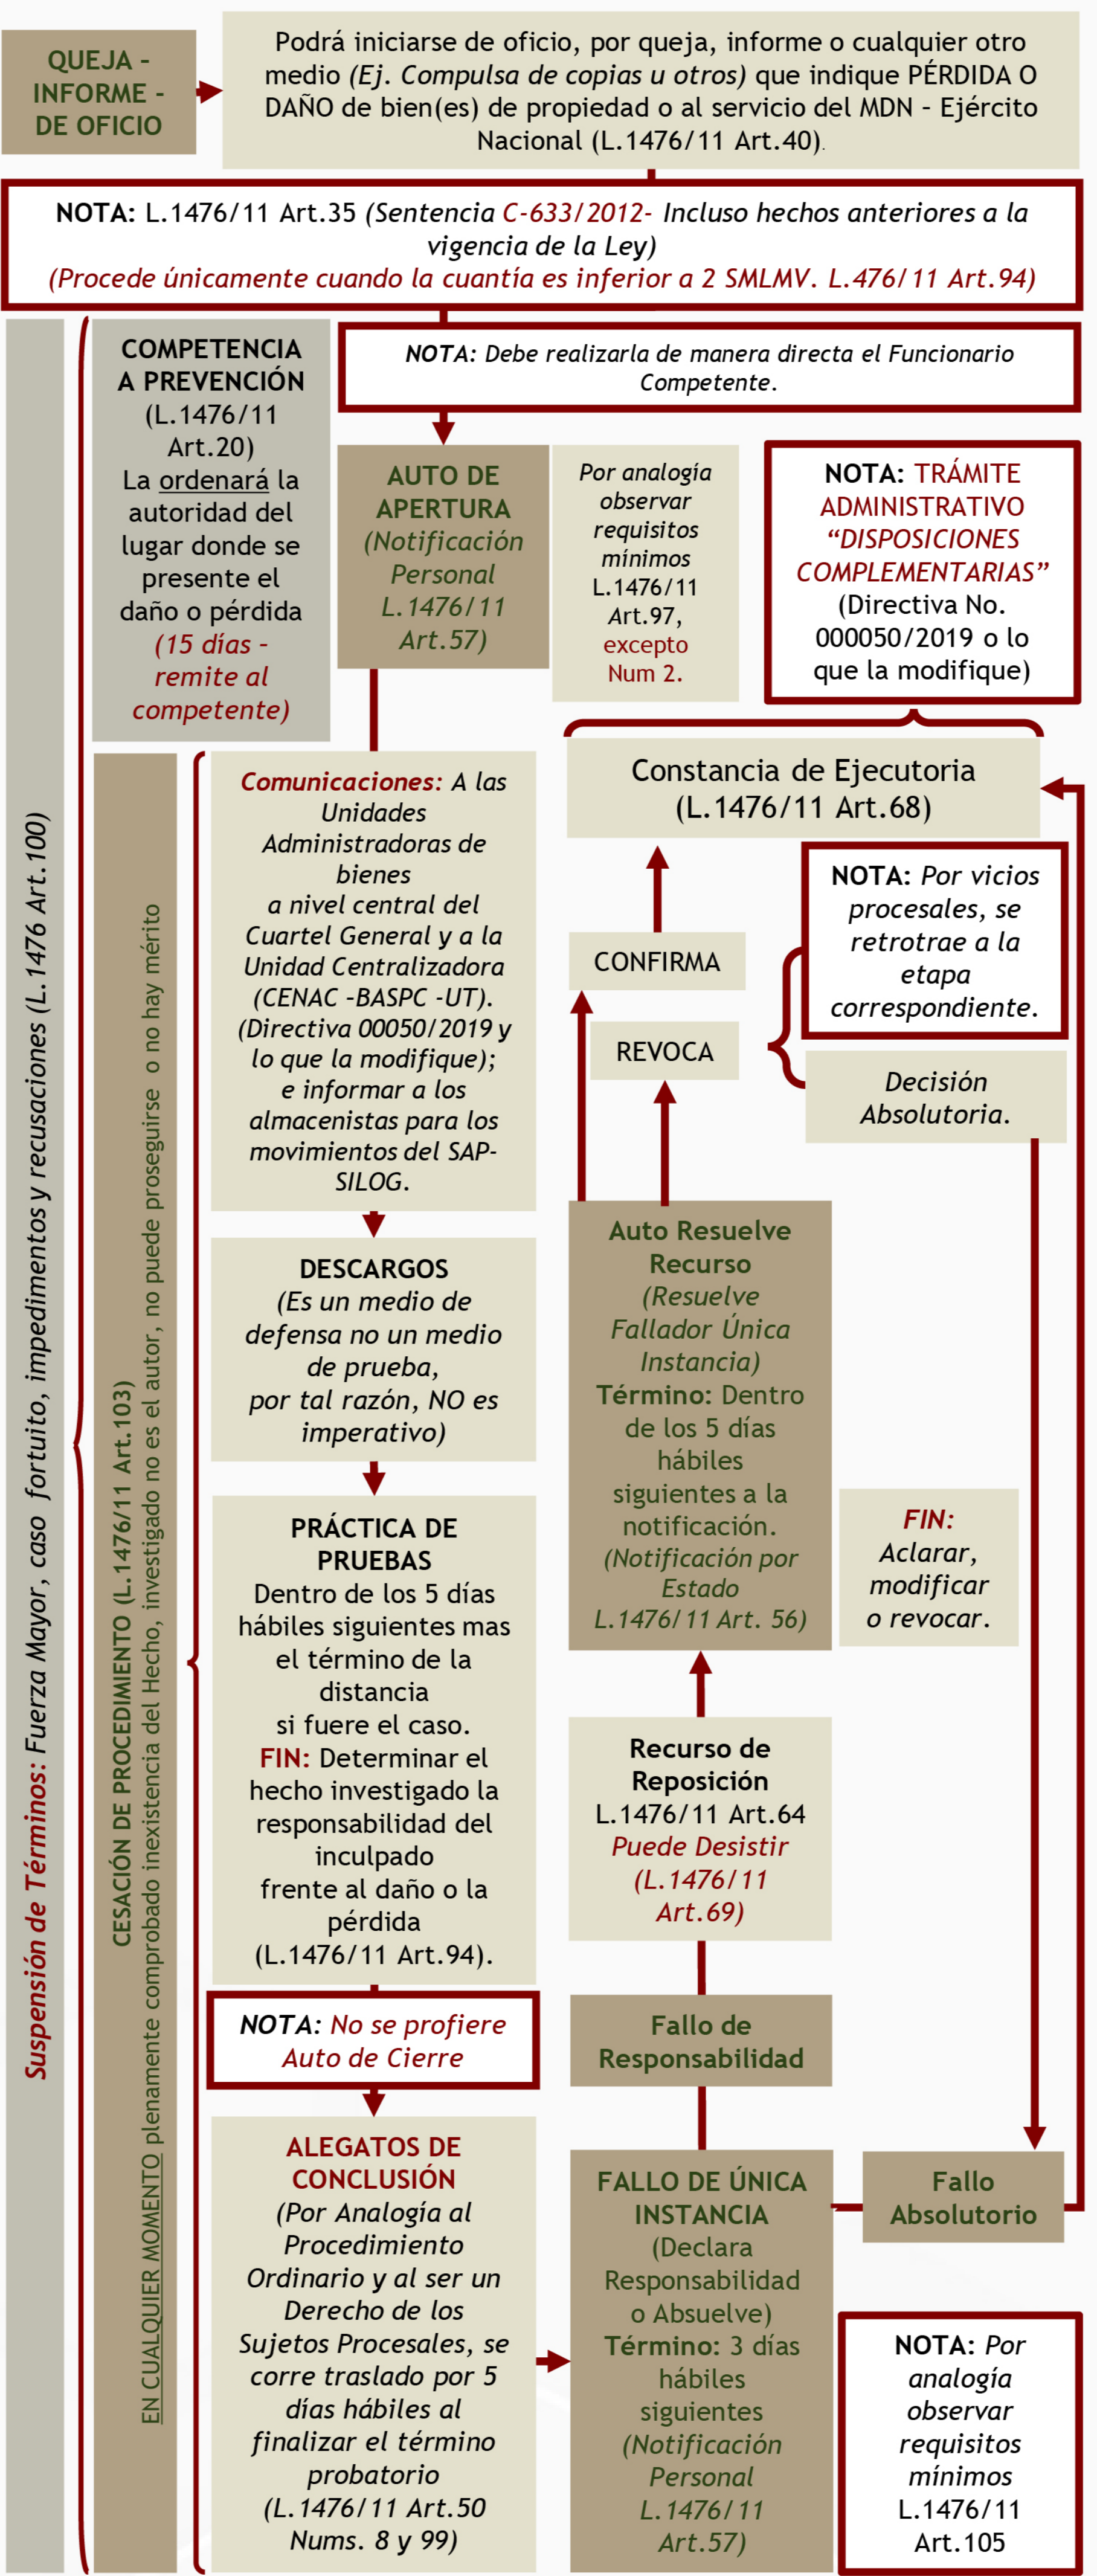 QUEJA –
INFORME –
DE OFICIO
Podrá iniciarse de oficio, por queja, informe o cualquier otro
medio (Ej. Compulsa de copias u otros) que indique PÉRDIDA O
DAÑO de bien(es) de propiedad o al servicio del MDN – Ejército
Nacional (L.1476/11 Art.40).
NOTA: L.1476/11 Art.35 (Sentencia C-633/2012- Incluso hechos anteriores a la
vigencia de la Ley)
(Procede únicamente cuando la cuantía es inferior a 2 SMLMV. L.476/11 Art.94)
Suspensión de Términos: Fuerza Mayor, caso fortuito, impedimentos y recusaciones (L.1476 Art.100)
COMPETENCIA
A PREVENCIÓN
(L.1476/11
Art.20)
La ordenará la
autoridad del
lugar donde se
presente el
daño o pérdida
(15 días –
remite al
competente)
NOTA: Debe realizarla de manera directa el Funcionario
Competente.
AUTO DE
APERTURA
(Notificación
Personal
L.1476/11
Art.57)
Por analogía
observar
requisitos
mínimos
L.1476/11
Art.97,
excepto
Num 2.
NOTA: TRÁMITE
ADMINISTRATIVO
“DISPOSICIONES
COMPLEMENTARIAS”
(Directiva No.
000050/2019 o lo
que la modifique)
CESACIÓN DE PROCEDIMIENTO (L.1476/11 Art.103)
EN CUALQUIER MOMENTO plenamente comprobado inexistencia del Hecho, investigado no es el autor, no puede proseguirse o no hay mérito
Comunicaciones: A las
Unidades
Administradoras de
bienes
a nivel central del
Cuartel General y a la
Unidad Centralizadora
(CENAC –BASPC -UT).
(Directiva 00050/2019 y
lo que la modifique);
e informar a los
almacenistas para los
movimientos del SAP-
SILOG.
DESCARGOS
(Es un medio de
defensa no un medio
de prueba,
por tal razón, NO es
imperativo)
PRÁCTICA DE
PRUEBAS
Dentro de los 5 días
hábiles siguientes mas
el término de la
distancia
si fuere el caso.
FIN: Determinar el
hecho investigado la
responsabilidad del
inculpado
frente al daño o la
pérdida
(L.1476/11 Art.94).
NOTA: No se profiere
Auto de Cierre
ALEGATOS DE
CONCLUSIÓN
(Por Analogía al
Procedimiento
Ordinario y al ser un
Derecho de los
Sujetos Procesales, se
corre traslado por 5
días hábiles al
finalizar el término
probatorio
(L.1476/11 Art.50
Nums. 8 y 99)
FALLO DE ÚNICA
INSTANCIA
(Declara
Responsabilidad
o Absuelve)
Término: 3 días
hábiles
siguientes
(Notificación
Personal
L.1476/11
Art.57)
Fallo
Absolutorio
NOTA: Por
analogía
observar
requisitos
mínimos
L.1476/11
Art.105
Fallo de
Responsabilidad
Recurso de
Reposición
L.1476/11 Art.64
Puede Desistir
(L.1476/11
Art.69)
Auto Resuelve
Recurso
(Resuelve
Fallador Única
Instancia)
Término: Dentro
de los 5 días
hábiles
siguientes a la
notificación.
(Notificación por
Estado
L.1476/11 Art. 56)
FIN:
Aclarar,
modificar
o revocar.
REVOCA
CONFIRMA
NOTA: Por vicios
procesales, se
retrotrae a la
etapa
correspondiente.
Decisión
Absolutoria.
Constancia de Ejecutoria
(L.1476/11 Art.68)